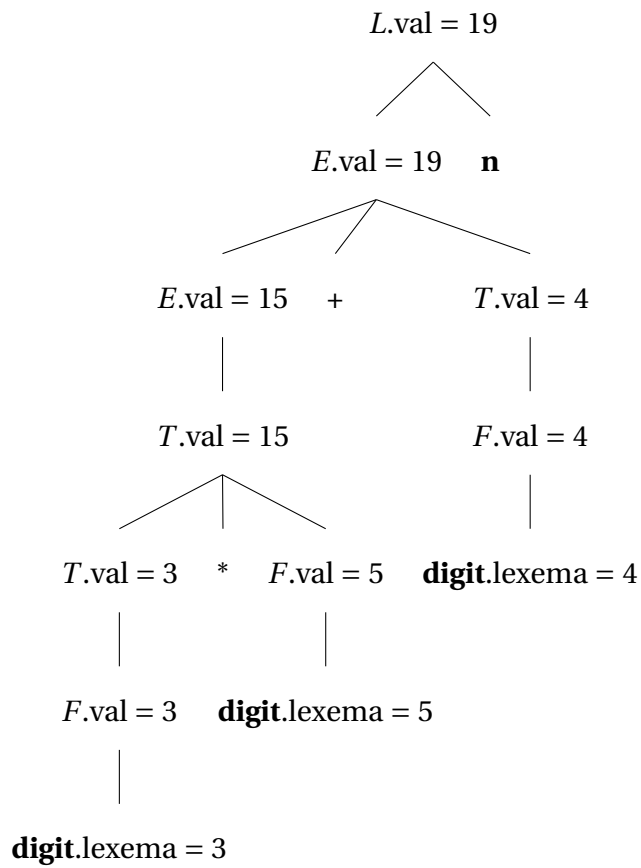 L.val = 19
E.val = 19 n
E.val = 15 + T.val = 4
T.val = 15 F.val = 4
T.val = 3 * F.val = 5 digit.lexema = 4
F.val = 3 digit.lexema = 5
digit.lexema = 3